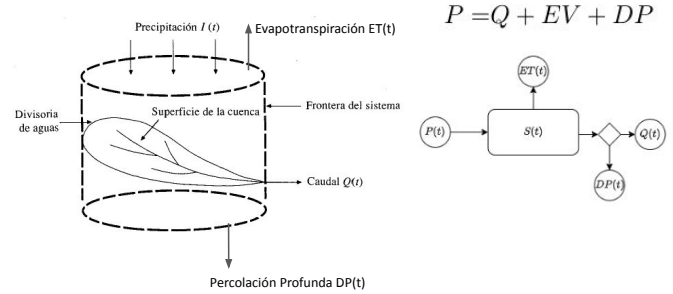 Precipitación I (t)
Evapotranspiración ET(t)
Divisoria
de aguas
Superficie de la cuenca
Frontera del sistema
Caudal Q(t)
Percolación Profunda DP(t)
P =Q + EV + DP
ET(t)
P(t)
S(t)
Q(t)
DP(t)